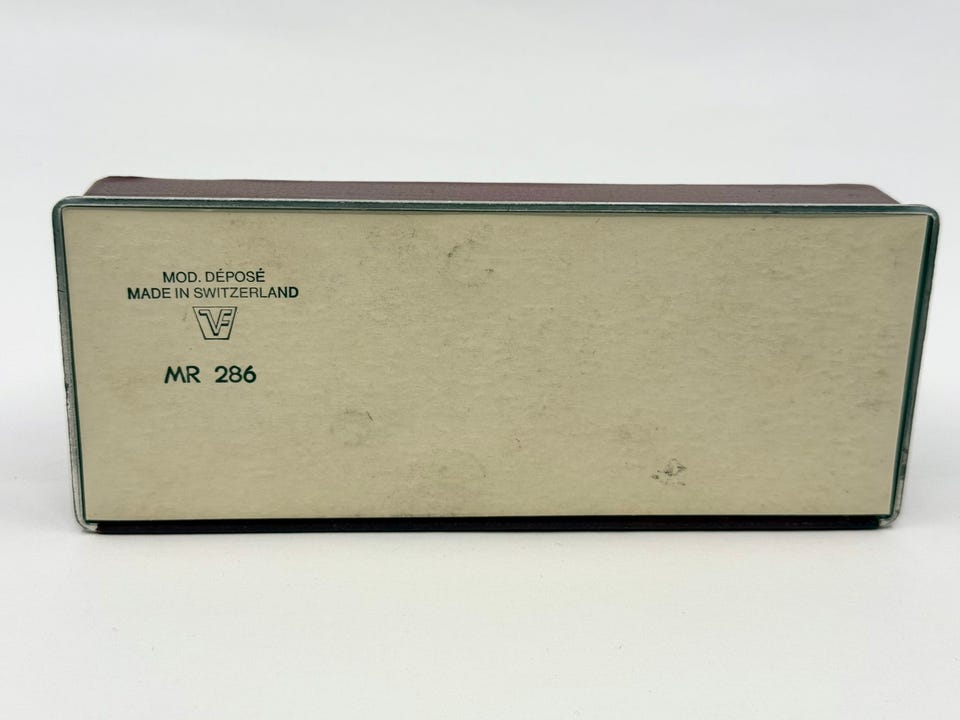 MOD. DÉPOSÉ
MADE IN SWITZERLAND
VF
MR 286